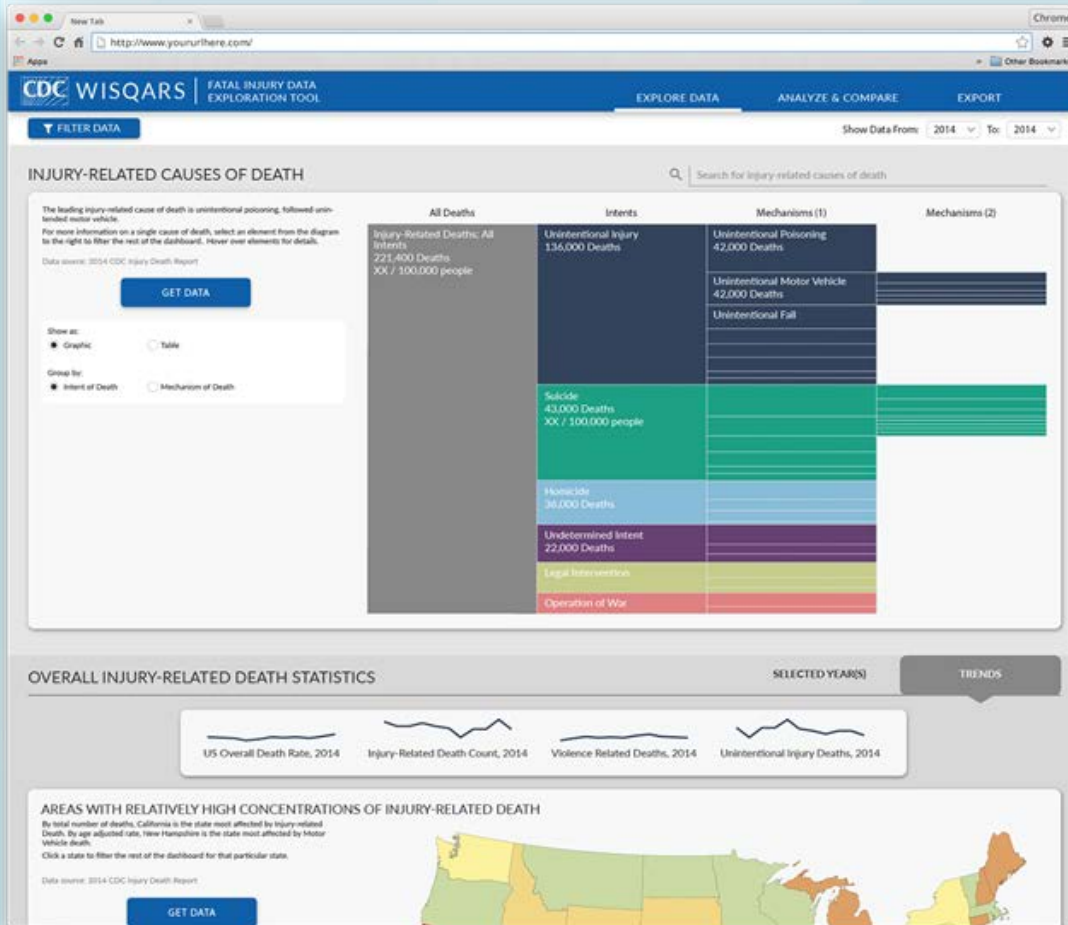 New Tab
Chrome
http://www.yoururlhere.com/
Apps
Other Bookmark
CDC WISQARS
FATAL INJURY DATA
EXPLORATION TOOL
EXPLORE DATA
ANALYZE & COMPARE
EXPORT
FILTER DATA
Show Data From: 2014 To: 2014
INJURY-RELATED CAUSES OF DEATH
Search for injury-related causes of death
The leading injury-related cause of death is unintentional poisoning, followed unin-
tended motor vehicle.
For more information on a single cause of death, select an element from the diagram
to the right to filter the rest of the dashboard. Hover over elements for details.
Data source: 2014 CDC Injury Death Report
GET DATA
Show as:
Graphic
Table
Group by:
Intent of Death
Mechanism of Death
All Deaths
Intents
Mechanisms (1)
Mechanisms (2)
Injury-Related Deaths; All
Intents
221,400 Deaths
XX / 100,000 people
Unintentional Injury
136,000 Deaths
Unintentional Poisoning
42,000 Deaths
Unintentional Motor Vehicle
42,000 Deaths
Unintentional Fall
Suicide
43,000 Deaths
XX / 100,000 people
Homicide
36,000 Deaths
Undetermined Intent
22,000 Deaths
Legal Intervention
Operation of War
OVERALL INJURY-RELATED DEATH STATISTICS
SELECTED YEAR(S)
TRENDS
US Overall Death Rate, 2014
Injury-Related Death Count, 2014
Violence Related Deaths, 2014
Unintentional Injury Deaths, 2014
AREAS WITH RELATIVELY HIGH CONCENTRATIONS OF INJURY-RELATED DEATH
By total number of deaths, California is the state most affected by Injury-related
Death. By age adjusted rate, New Hampshire is the state most affected by Motor
Vehicle death.
Click a state to filter the rest of the dashboard for that particular state.
Data source: 2014 CDC Injury Death Report
GET DATA